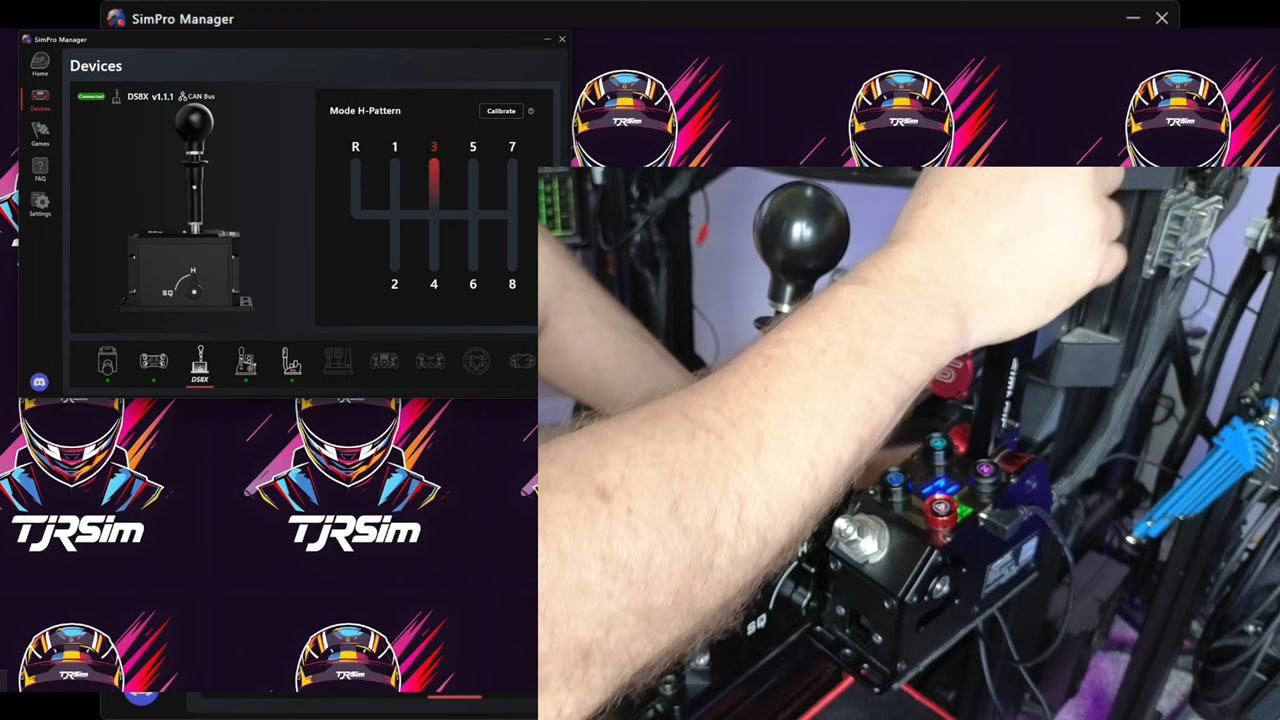 SimPro Manager
SimPro Manager
Home
Devices
Games
FAQ
Settings
Devices
Connected
DS8X v1.1.1
CAN Bus
H
SQ
Mode H-Pattern
Calibrate
R 1 3 5 7
2 4 6 8
DS8X
TJRSim
TJRSim
TJRSim
TJRSim
TJRSim
TJRSim
TJRSim
SQ